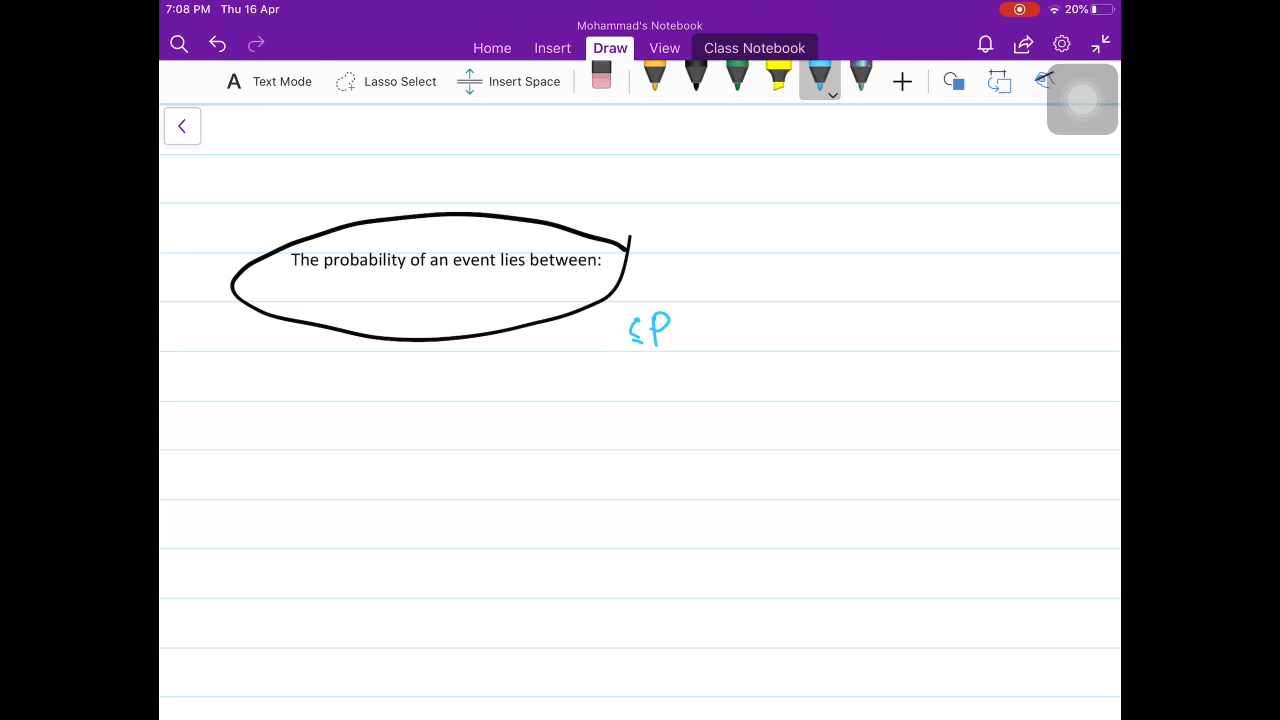 7:08 PM Thu 16 Apr
20%
Mohammad's Notebook
Home Insert Draw View Class Notebook
A Text Mode Lasso Select Insert Space
The probability of an event lies between:
≤P